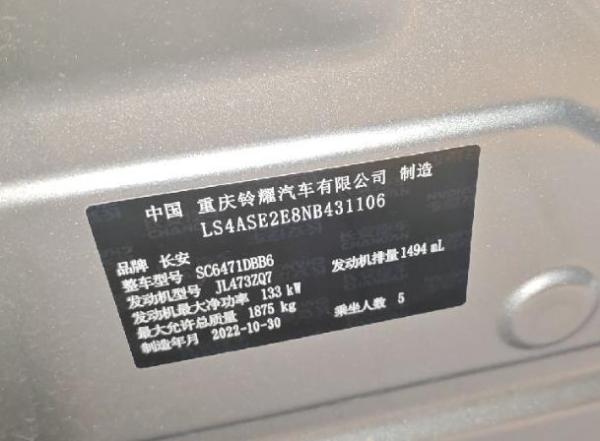 中国 重庆铃耀汽车有限公司 制造
LS4ASE2E8NB431106
品牌 长安
整车型号 SC6471DBB6 发动机排量 1494 mL
发动机型号 JL473ZQ7
发动机最大净功率 133 kW
最大允许总质量 1875 kg 乘坐人数 5
制造年月 2022-10-30